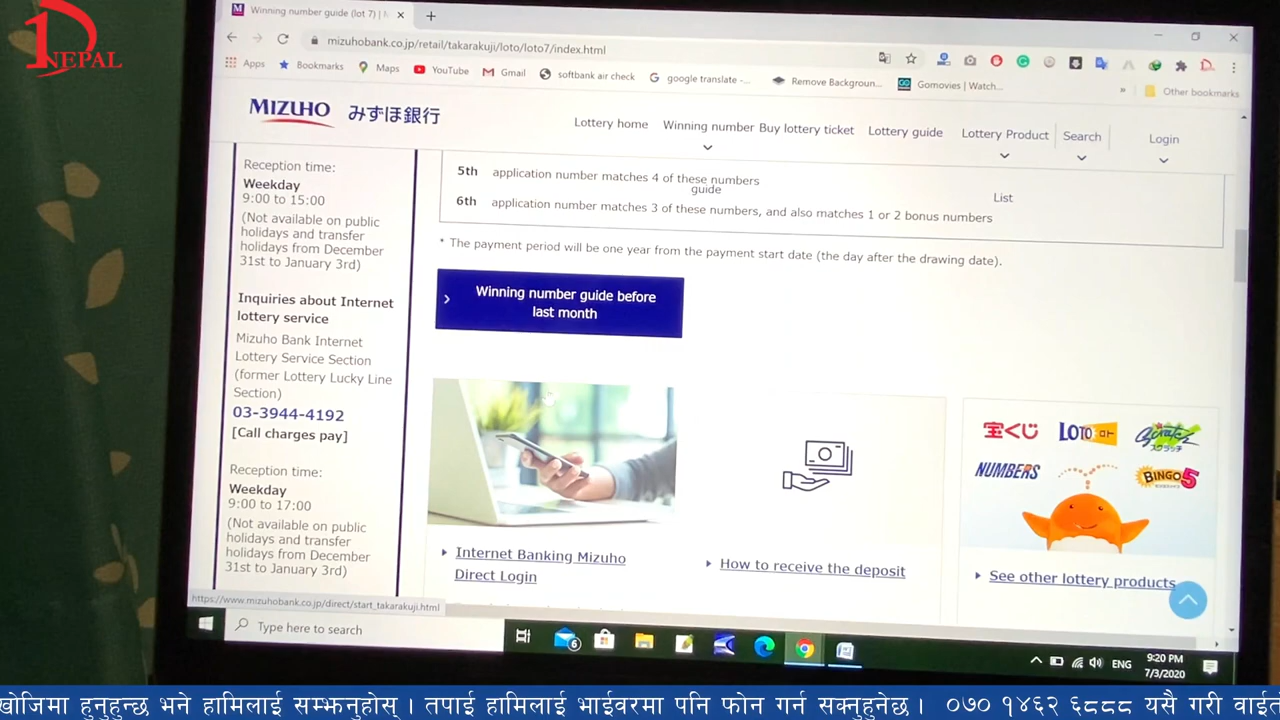 D
NEPAL
Winning number guide (lot 7) |
mizuhobank.co.jp/retail/takarakuji/loto/loto7/index.html
Apps
Bookmarks
Maps
YouTube
Gmail
softbank air check
google translate -...
Remove Backgroun...
Gomovies | Watch...
»
Other bookmarks
MIZUHO みずほ銀行
Lottery home
Winning number
Buy lottery ticket
Lottery guide
Lottery Product
Search
Login
Reception time:
Weekday
9:00 to 15:00
(Not available on public
holidays and transfer
holidays from December
31st to January 3rd)
Inquiries about Internet
lottery service
Mizuho Bank Internet
Lottery Service Section
(former Lottery Lucky Line
Section)
03-3944-4192
[Call charges pay]
Reception time:
Weekday
9:00 to 17:00
(Not available on public
holidays and transfer
holidays from December
31st to January 3rd)
5th application number matches 4 of these numbers
guide
List
6th application number matches 3 of these numbers, and also matches 1 or 2 bonus numbers
* The payment period will be one year from the payment start date (the day after the drawing date).
Winning number guide before
last month
宝くじ
LOTO ロト
Scratch
スクラッチ
NUMBERS
BINGO5
Internet Banking Mizuho
Direct Login
How to receive the deposit
See other lottery products
https://www.mizuhobank.co.jp/direct/start_takarakuji.html
Type here to search
6
ENG
9:20 PM
7/3/2020
खोजिमा हुनुहुन्छ भने हामिलाई सम्झनुहोस् । तपाई हामिलाई भाईवरमा पनि फोन गर्न सक्नुहुनेछ । ०७० १४६२ ६८८८ यसै गरी वाईल